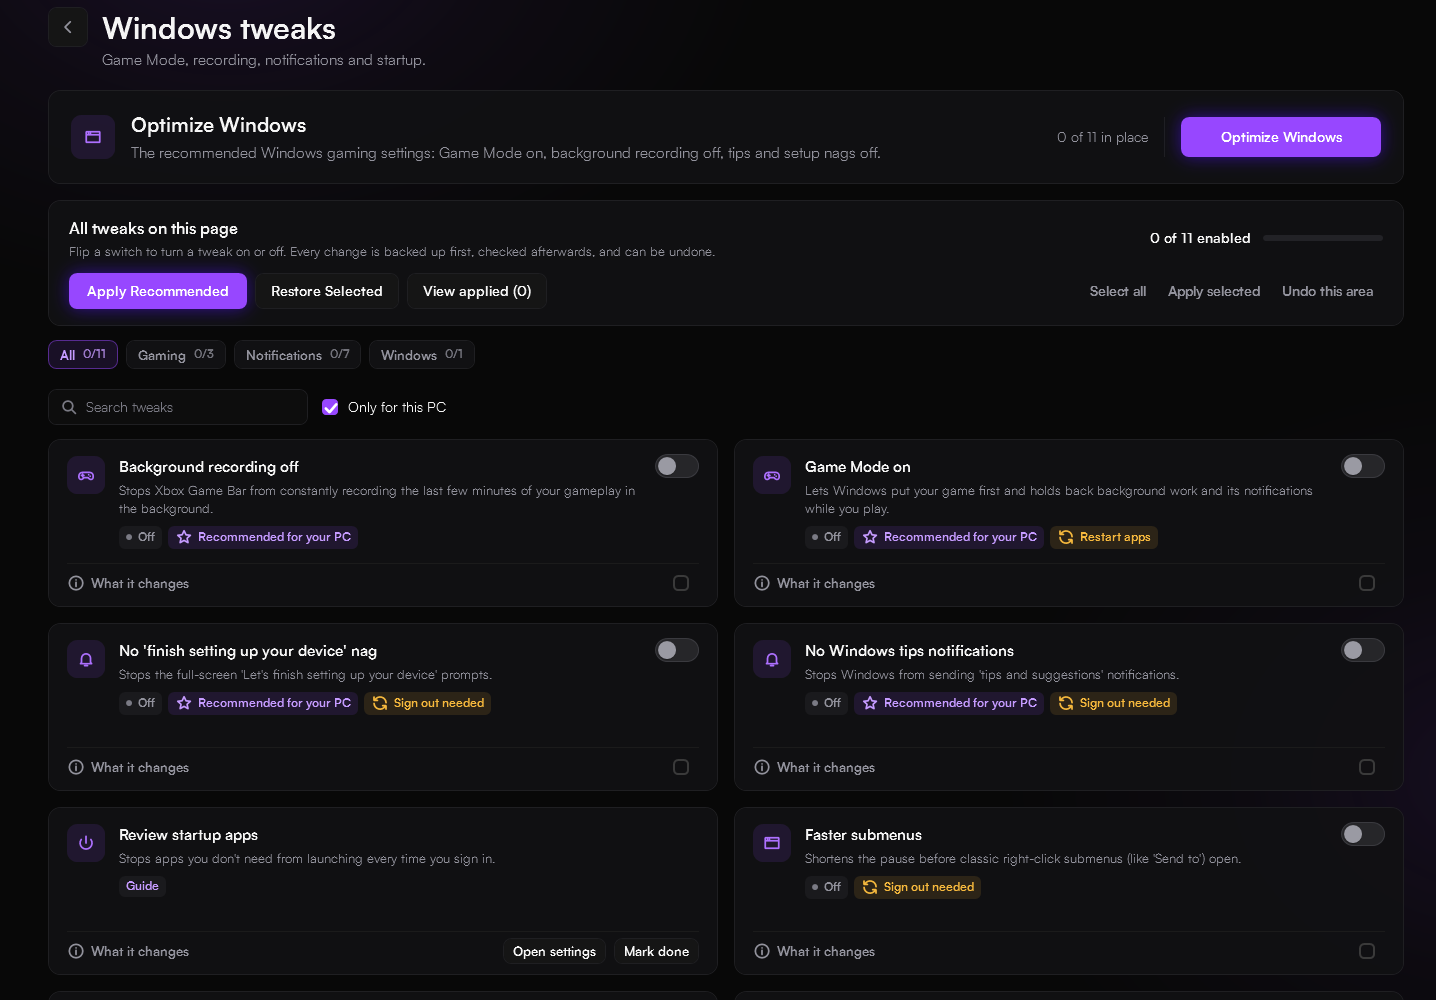 Windows tweaks
Game Mode, recording, notifications and startup.
Optimize Windows
The recommended Windows gaming settings: Game Mode on, background recording off, tips and setup nags off.
0 of 11 in place
Optimize Windows
All tweaks on this page
Flip a switch to turn a tweak on or off. Every change is backed up first, checked afterwards, and can be undone.
0 of 11 enabled
Apply Recommended
Restore Selected
View applied (0)
Select all
Apply selected
Undo this area
All 0/11
Gaming 0/3
Notifications 0/7
Windows 0/1
Search tweaks
Only for this PC
Background recording off
Stops Xbox Game Bar from constantly recording the last few minutes of your gameplay in
the background.
Off
Recommended for your PC
What it changes
Game Mode on
Lets Windows put your game first and holds back background work and its notifications
while you play.
Off
Recommended for your PC
Restart apps
What it changes
No 'finish setting up your device' nag
Stops the full-screen 'Let's finish setting up your device' prompts.
Off
Recommended for your PC
Sign out needed
What it changes
No Windows tips notifications
Stops Windows from sending 'tips and suggestions' notifications.
Off
Recommended for your PC
Sign out needed
What it changes
Review startup apps
Stops apps you don't need from launching every time you sign in.
Guide
What it changes
Open settings
Mark done
Faster submenus
Shortens the pause before classic right-click submenus (like 'Send to') open.
Off
Sign out needed
What it changes